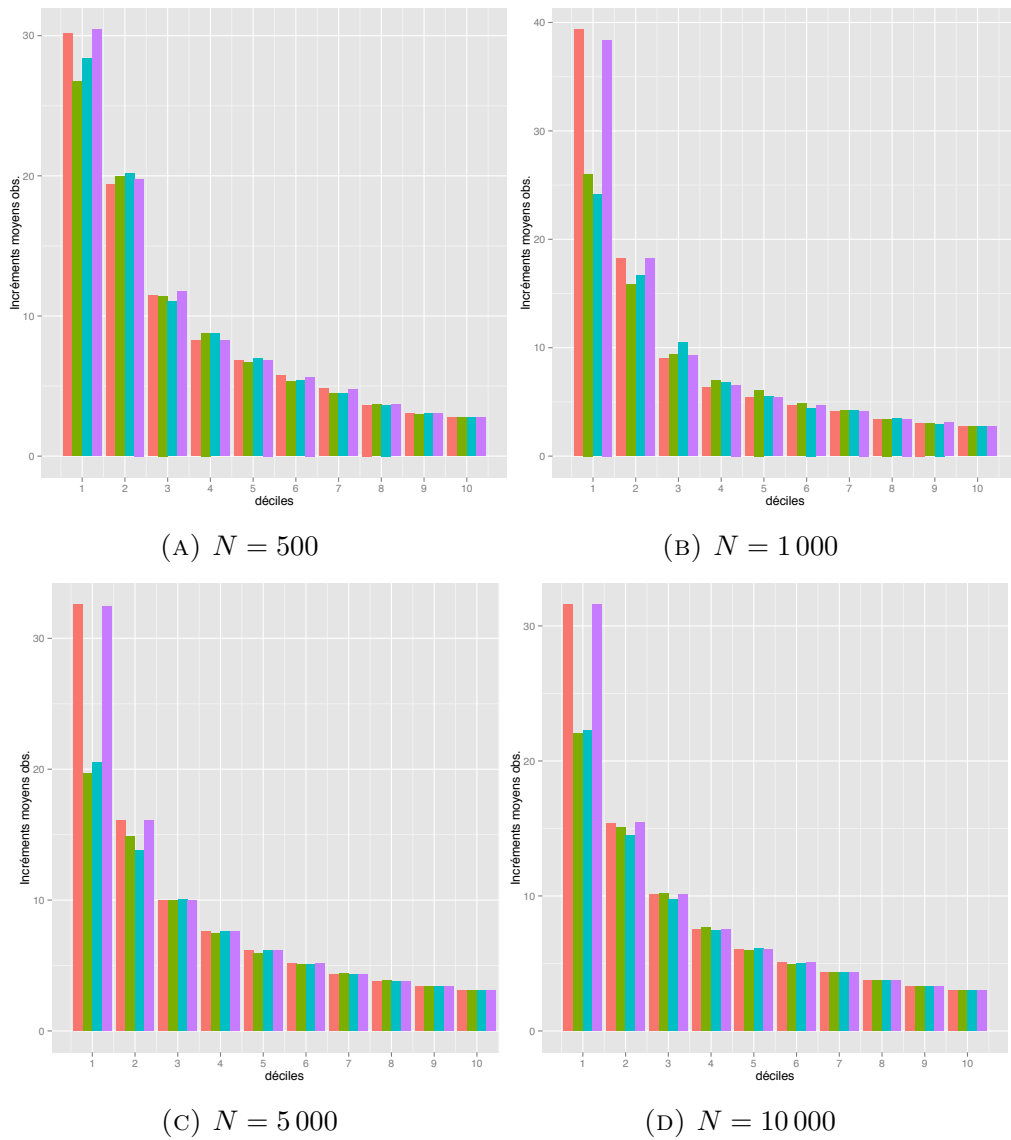 Incréments moyens obs.
30
20
10
0
1 2 3 4 5 6 7 8 9 10
déciles
(A) N = 500
Incréments moyens obs.
40
30
20
10
0
1 2 3 4 5 6 7 8 9 10
déciles
(B) N = 1 000
Incréments moyens obs.
30
20
10
0
1 2 3 4 5 6 7 8 9 10
déciles
(C) N = 5 000
Incréments moyens obs.
30
20
10
0
1 2 3 4 5 6 7 8 9 10
déciles
(D) N = 10 000